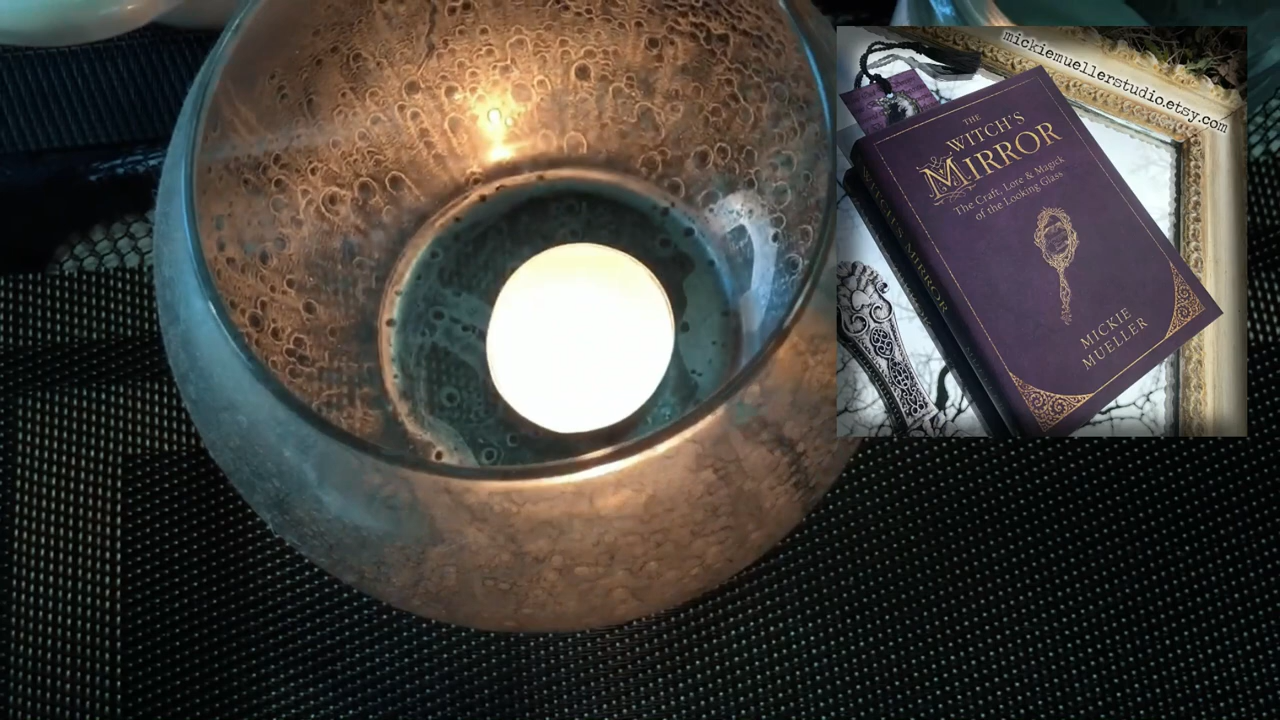 mickiemuellerstudio.etsy.com
THE
WITCH'S
MIRROR
The Craft, Lore & Magick
of the Looking Glass
MICKIE
MUELLER
WITCH'S MIRROR